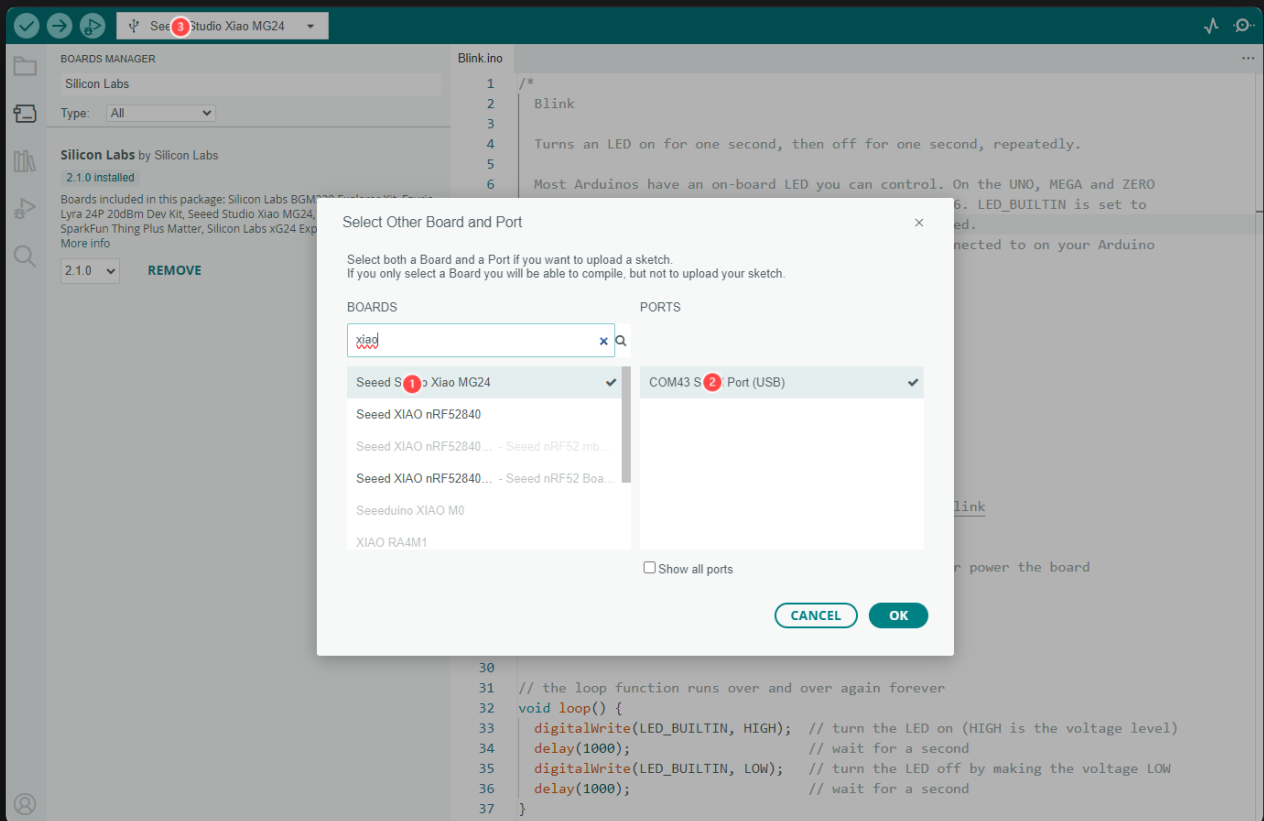 Seeed Studio Xiao MG24
3
BOARDS MANAGER
Silicon Labs
Type: All
Silicon Labs by Silicon Labs
2.1.0 installed
Boards included in this package: Silicon Labs
Lyra 24P 20dBm Dev Kit, Seeed Studio Xiao MG24,
SparkFun Thing Plus Matter, Silicon Labs xG24 Exp
More info
2.1.0 REMOVE
Blink.ino
1 /*
2 Blink
3
4 Turns an LED on for one second, then off for one second, repeatedly.
5
6 Most Arduinos have an on-board LED you can control. On the UNO, MEGA and ZERO
6. LED_BUILTIN is set to
ed.
nnected to on your Arduino
link
r power the board
Select Other Board and Port
Select both a Board and a Port if you want to upload a sketch.
If you only select a Board you will be able to compile, but not to upload your sketch.
BOARDS
PORTS
xiao
Seeed Studio Xiao MG24
1
Seeed XIAO nRF52840
Seeed XIAO nRF52840... - Seeed nRF52 mb...
Seeed XIAO nRF52840... - Seeed nRF52 Boa...
Seeeduino XIAO M0
XIAO RA4M1
COM43 Serial Port (USB)
2
Show all ports
CANCEL
OK
30
31 // the loop function runs over and over again forever
32 void loop() {
33 digitalWrite(LED_BUILTIN, HIGH); // turn the LED on (HIGH is the voltage level)
34 delay(1000); // wait for a second
35 digitalWrite(LED_BUILTIN, LOW); // turn the LED off by making the voltage LOW
36 delay(1000); // wait for a second
37 }